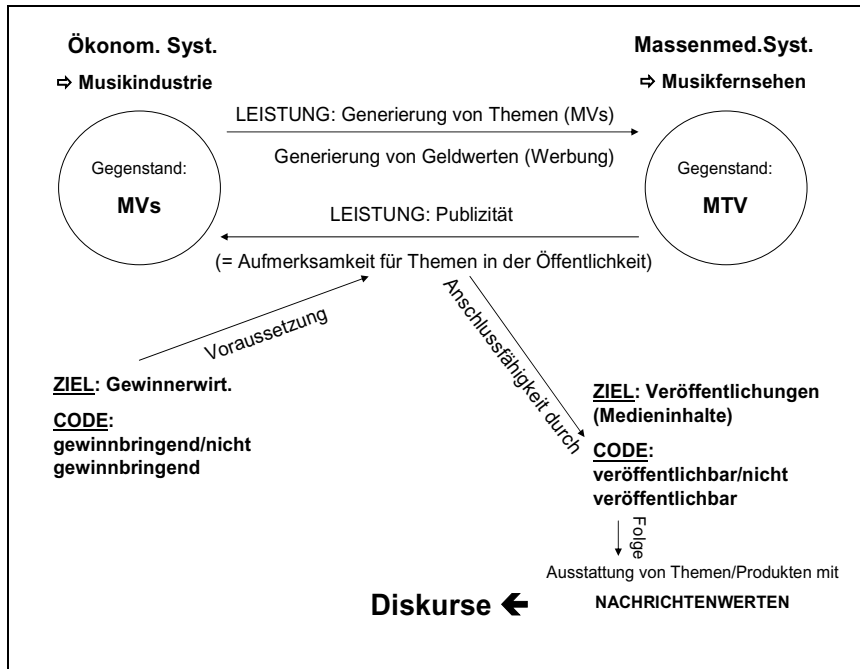 Ökonom. Syst.
⇨ Musikindustrie
Massenmed.Syst.
⇨ Musikfernsehen
LEISTUNG: Generierung von Themen (MVs)
Generierung von Geldwerten (Werbung)
Gegenstand:
MVs
Gegenstand:
MTV
LEISTUNG: Publizität
(= Aufmerksamkeit für Themen in der Öffentlichkeit)
Voraussetzung
Anschlussfähigkeit durch
ZIEL: Gewinnerwirt.
CODE:
gewinnbringend/nicht
gewinnbringend
ZIEL: Veröffentlichungen
(Medieninhalte)
CODE:
veröffentlichbar/nicht
veröffentlichbar
Folge
Ausstattung von Themen/Produkten mit
NACHRICHTENWERTEN
Diskurse ←